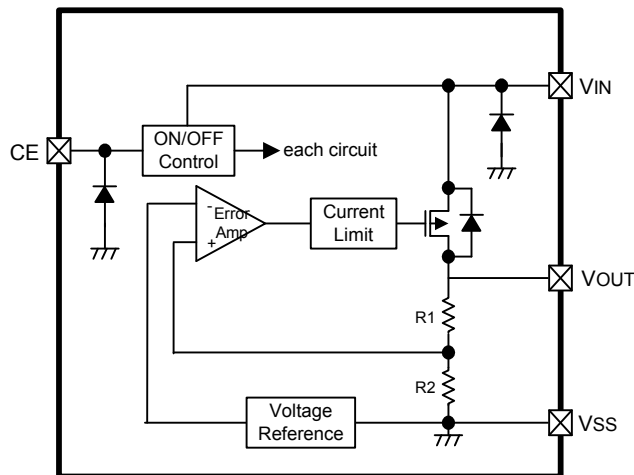 VIN
CE
ON/OFF
Control
each circuit
-
Error
Amp
+
Current
Limit
VOUT
R1
R2
Voltage
Reference
VSS